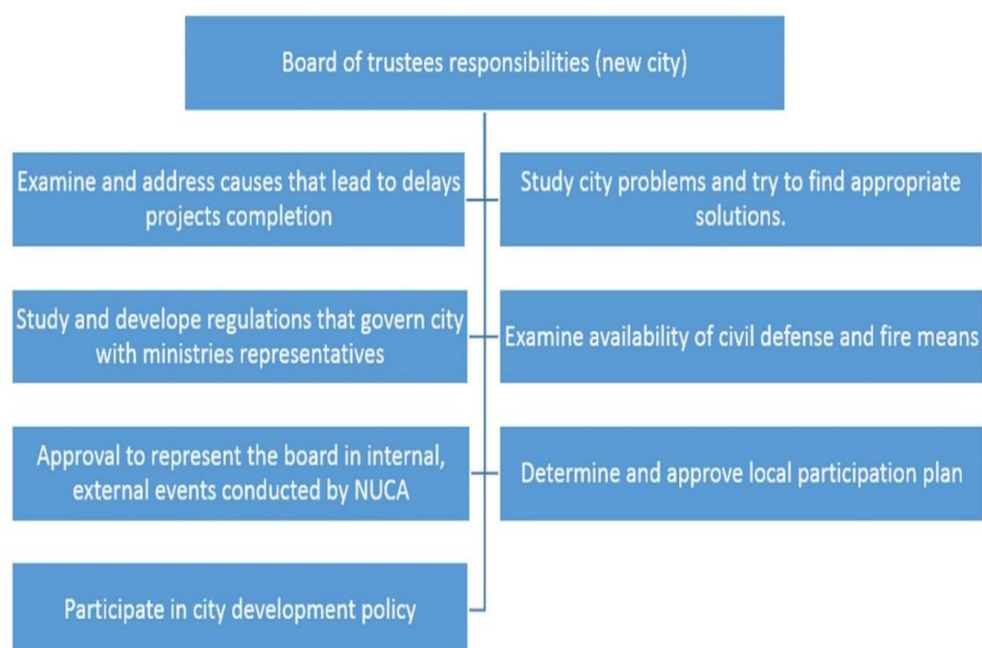 Board of trustees responsibilities (new city)
Examine and address causes that lead to delays
projects completion
Study city problems and try to find appropriate
solutions.
Study and develope regulations that govern city
with ministries representatives
Examine availability of civil defense and fire means
Approval to represent the board in internal,
external events conducted by NUCA
Determine and approve local participation plan
Participate in city development policy